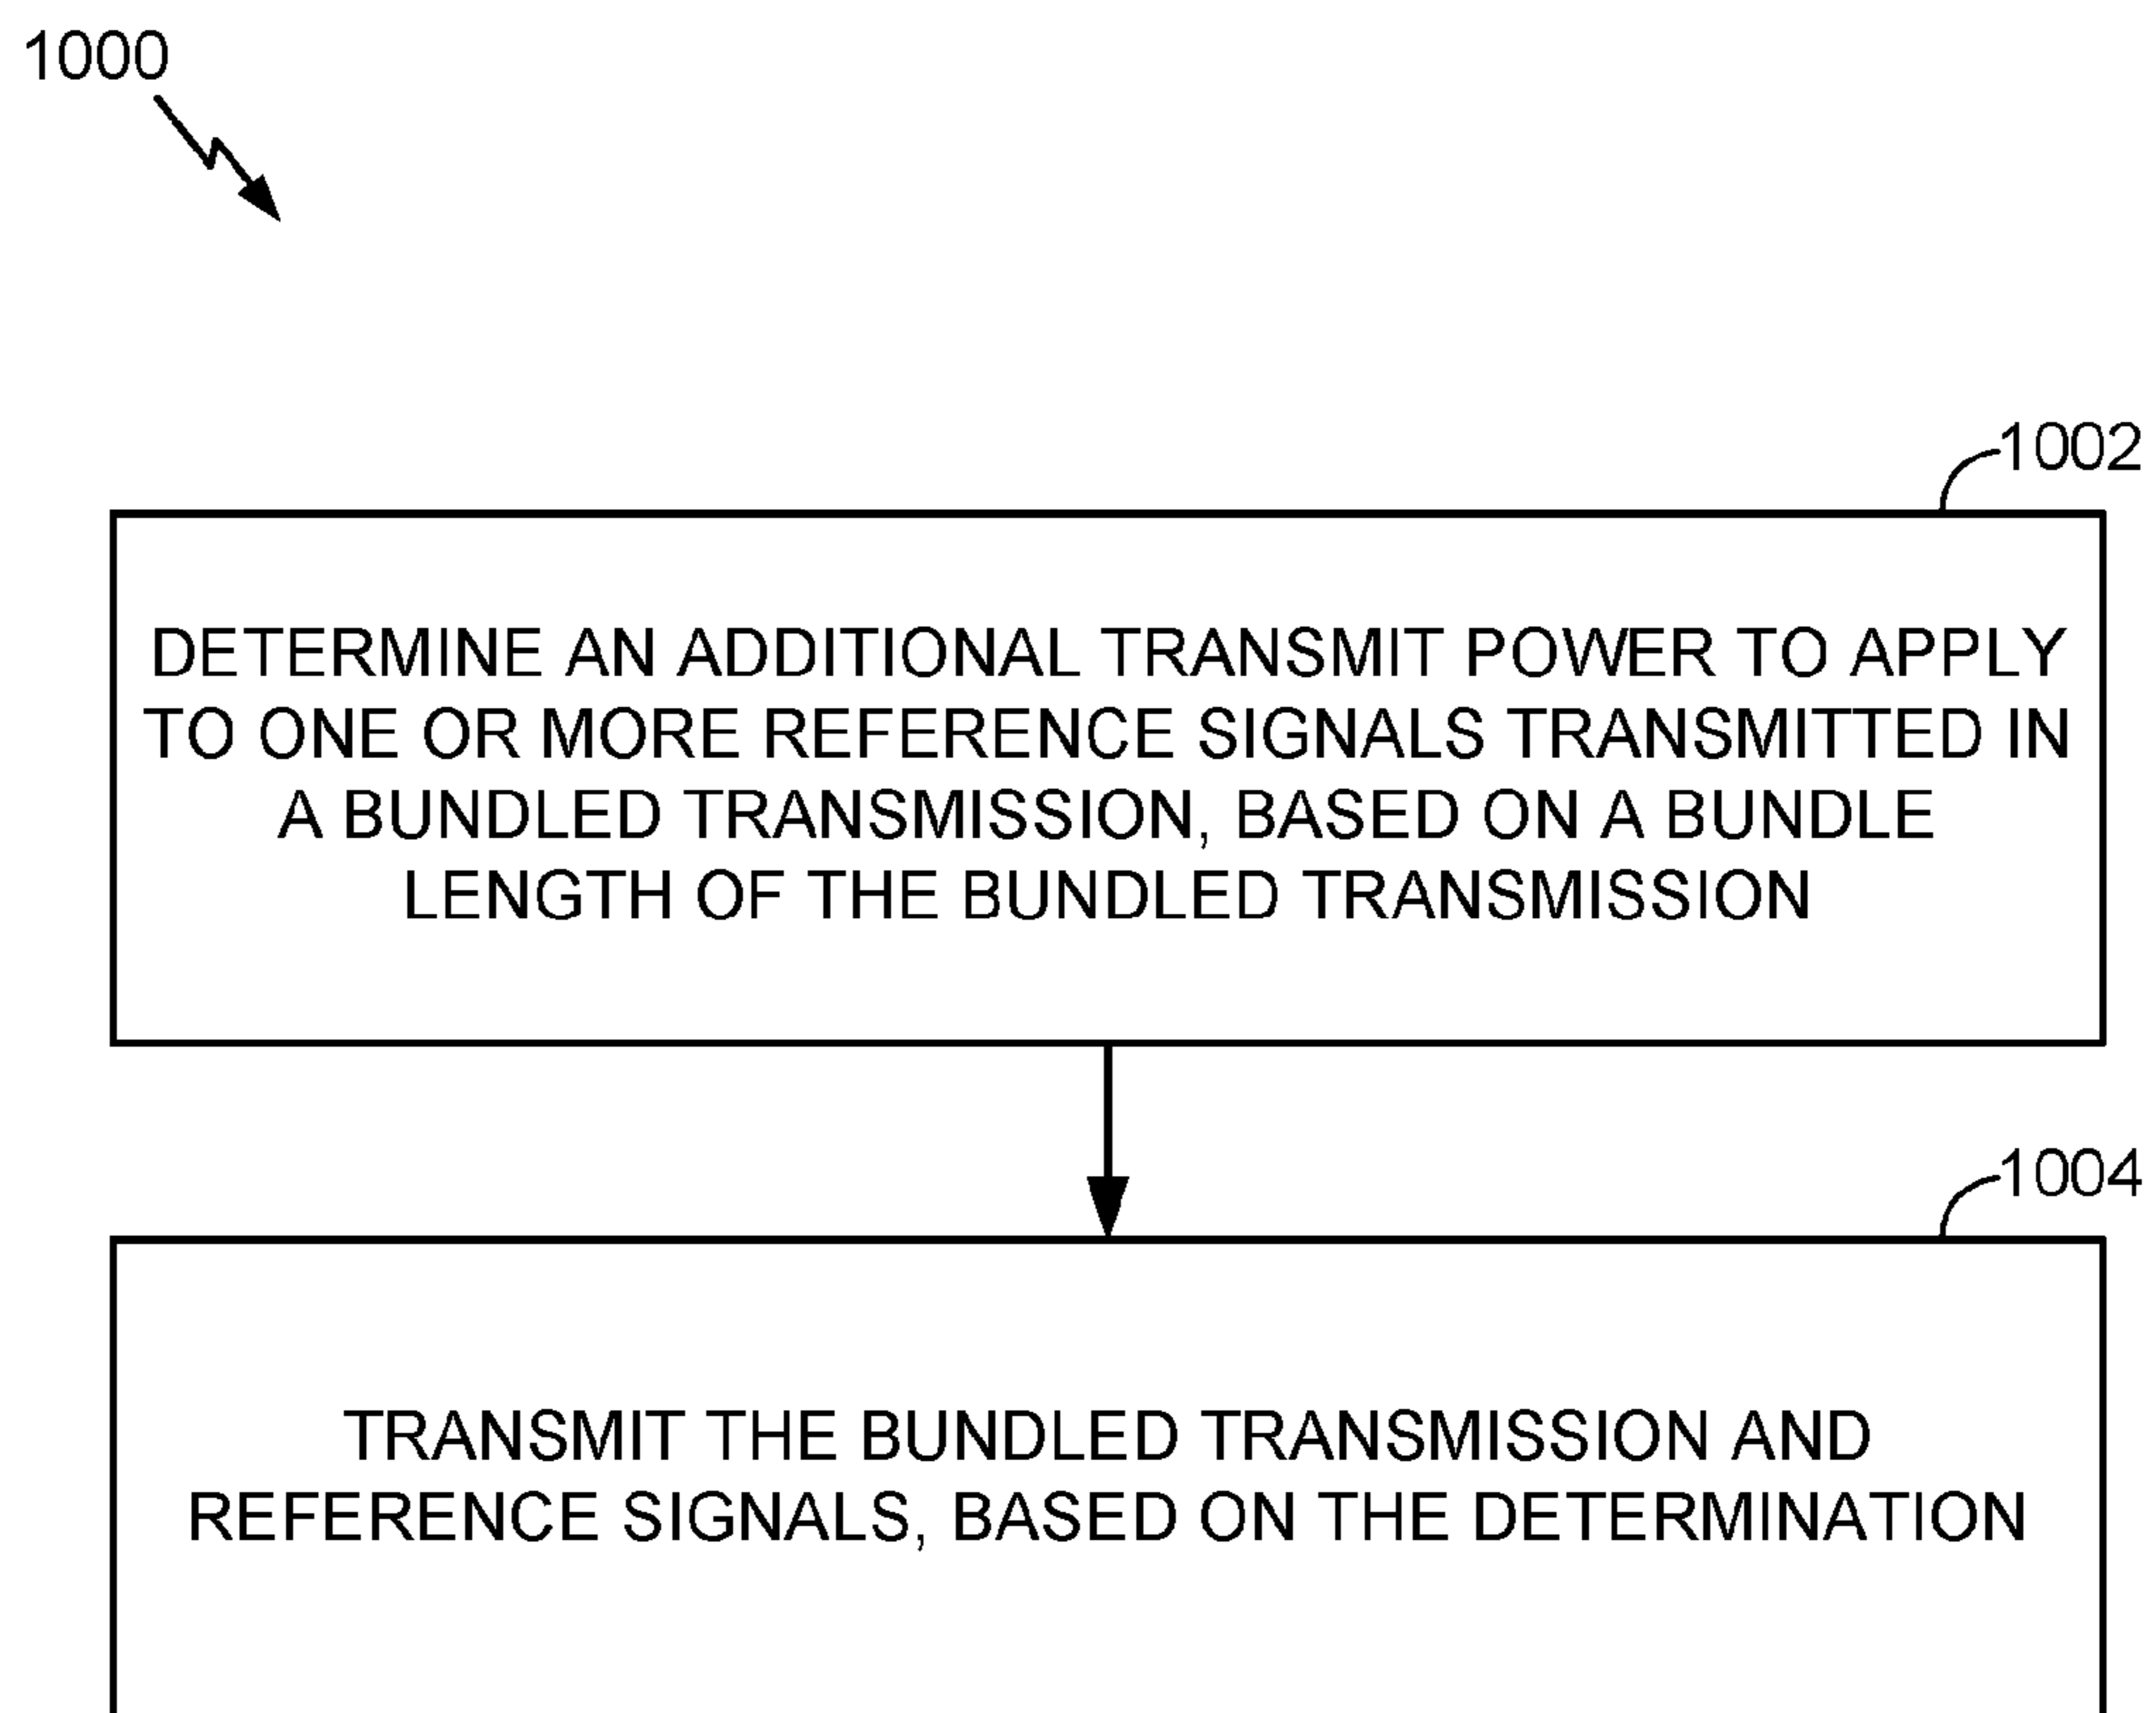 1000
1002
DETERMINE AN ADDITIONAL TRANSMIT POWER TO APPLY
TO ONE OR MORE REFERENCE SIGNALS TRANSMITTED IN
A BUNDLED TRANSMISSION, BASED ON A BUNDLE
LENGTH OF THE BUNDLED TRANSMISSION
1004
TRANSMIT THE BUNDLED TRANSMISSION AND
REFERENCE SIGNALS, BASED ON THE DETERMINATION